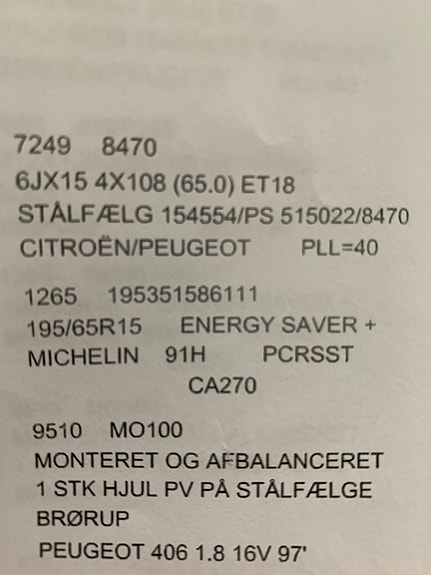 7249 8470
6JX15 4X108 (65.0) ET18
STÅLFÆLG 154554/PS 515022/8470
CITROËN/PEUGEOT PLL=40
1265 195351586111
195/65R15 ENERGY SAVER +
MICHELIN 91H PCRSST
CA270
9510 MO100
MONTERET OG AFBALANCERET
1 STK HJUL PV PÅ STÅLFÆLGE
BRØRUP
PEUGEOT 406 1.8 16V 97'